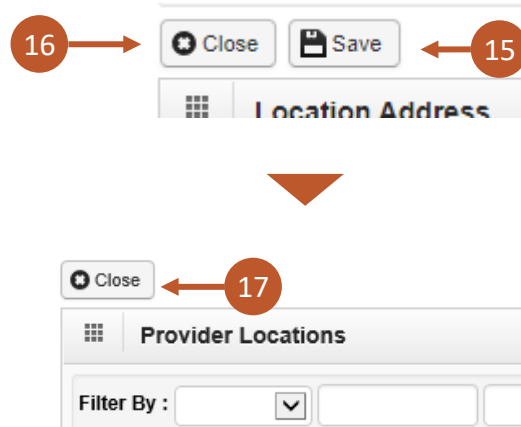 16 Close Save 15
Location Address
Close 17
Provider Locations
Filter By :